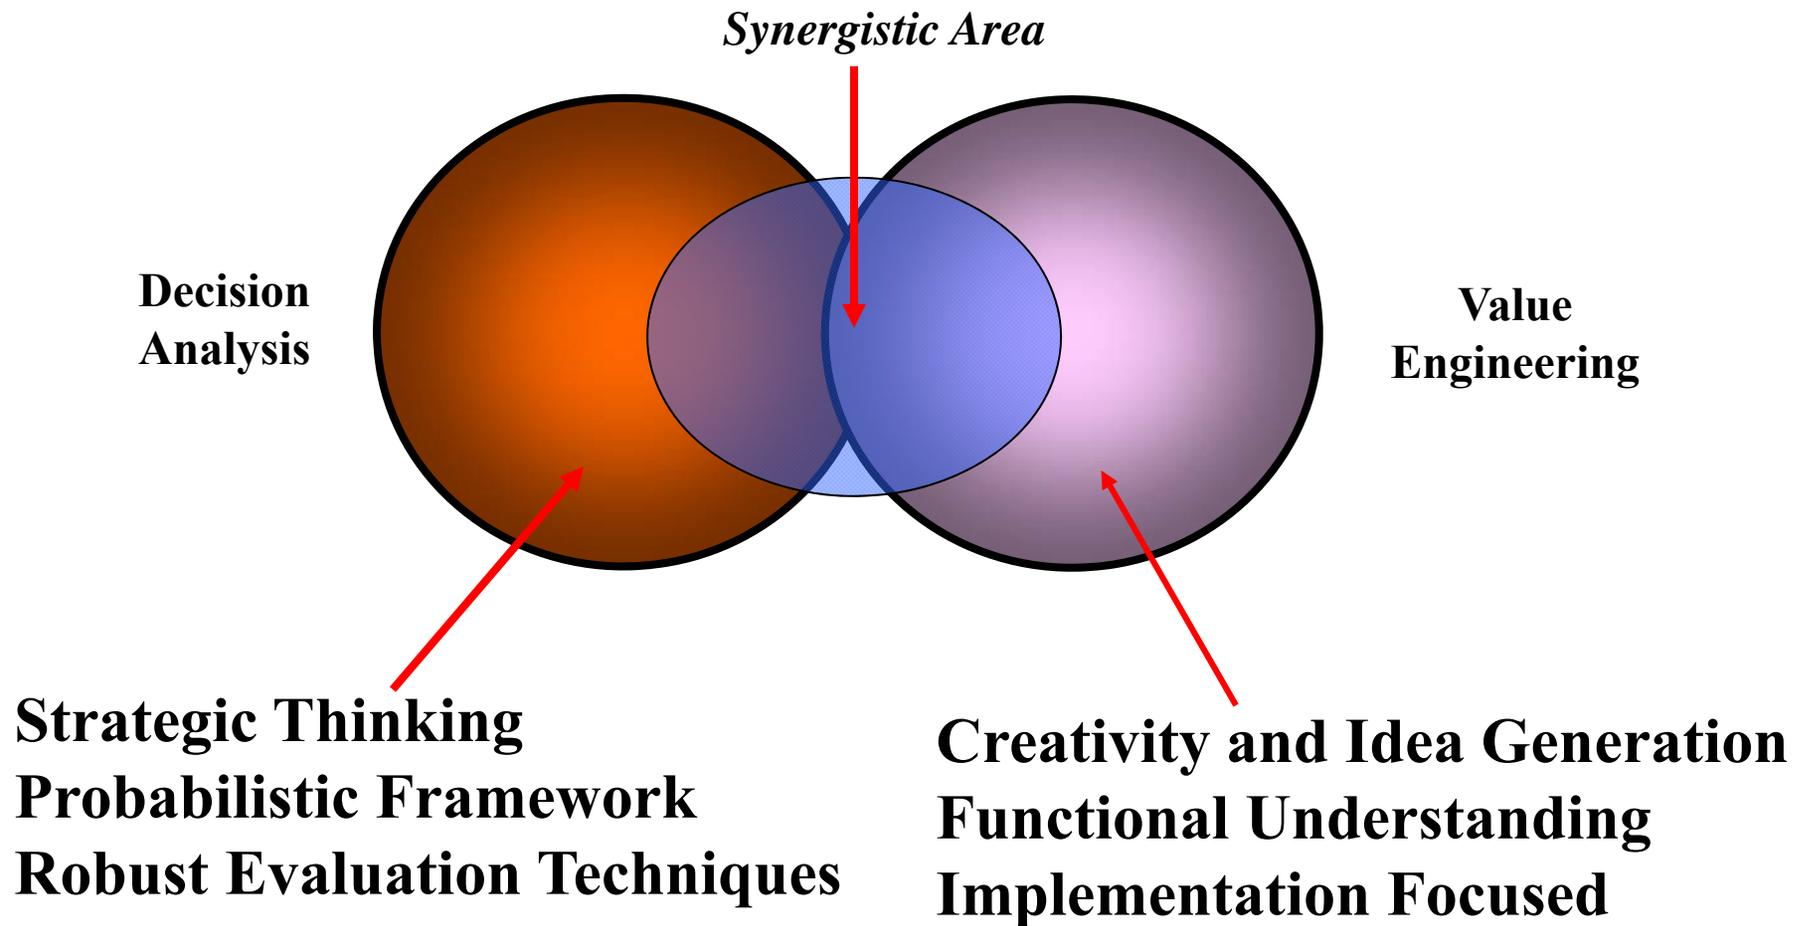 Synergistic Area
Decision
Analysis
Value
Engineering
Strategic Thinking
Probabilistic Framework
Robust Evaluation Techniques
Creativity and Idea Generation
Functional Understanding
Implementation Focused